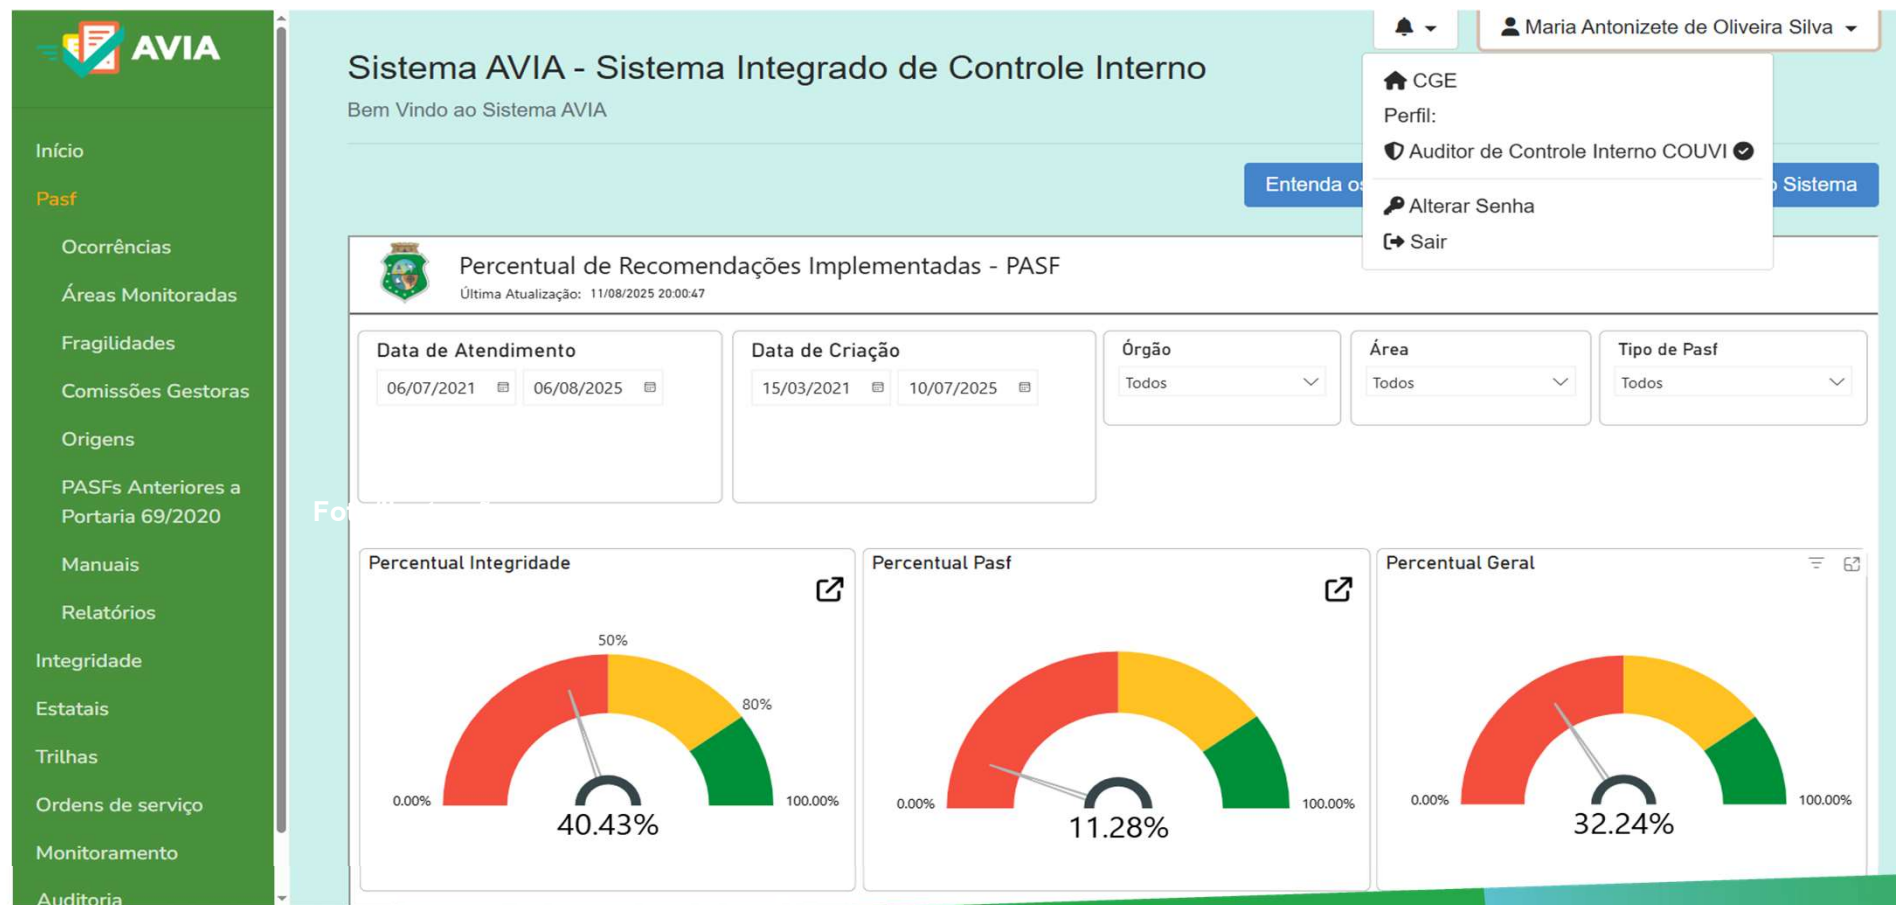 AVIA
Início
Pasf
Ocorrências
Áreas Monitoradas
Fragilidades
Comissões Gestoras
Origens
PASFs Anteriores a
Portaria 69/2020
Manuais
Relatórios
Integridade
Estatais
Trilhas
Ordens de serviço
Monitoramento
Auditoria
Sistema AVIA - Sistema Integrado de Controle Interno
Bem Vindo ao Sistema AVIA
Maria Antonizete de Oliveira Silva
CGE
Perfil:
Auditor de Controle Interno COUVI
Alterar Senha
Sair
Entenda os
Sistema
Percentual de Recomendações Implementadas - PASF
Última Atualização: 11/08/2025 20:00:47
Data de Atendimento
06/07/2021 06/08/2025
Data de Criação
15/03/2021 10/07/2025
Órgão
Todos
Área
Todos
Tipo de Pasf
Todos
Percentual Integridade
50%
80%
0.00%
100.00%
40.43%
Percentual Pasf
0.00%
100.00%
11.28%
Percentual Geral
0.00%
100.00%
32.24%